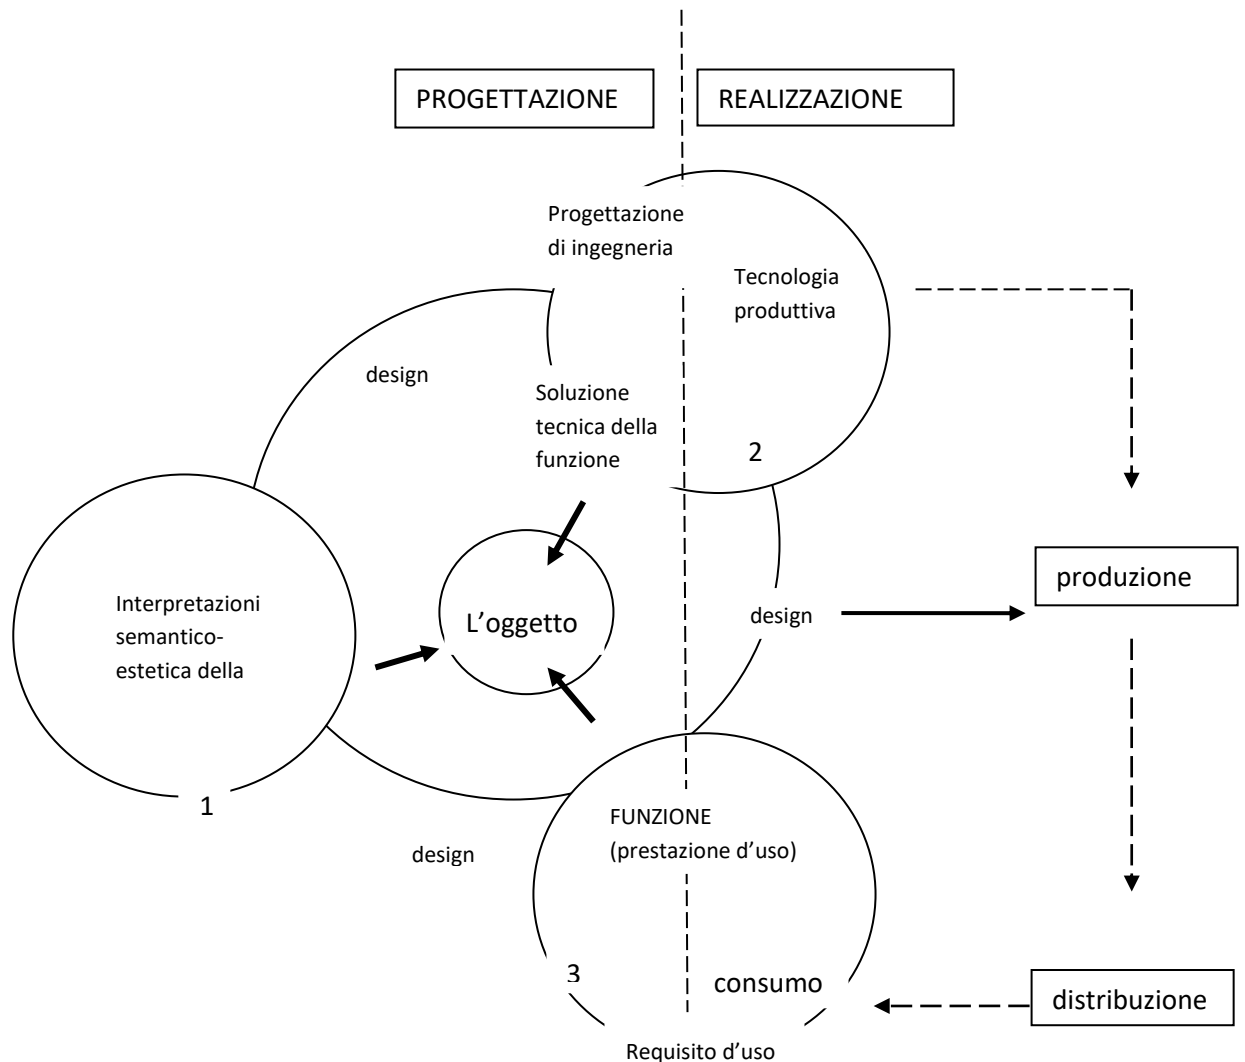 PROGETTAZIONE
REALIZZAZIONE
Progettazione
di ingegneria
Tecnologia
produttiva
design
Soluzione
tecnica della
funzione
2
L’oggetto
produzione
design
Interpretazioni
semantico-
estetica della
1
FUNZIONE
(prestazione d’uso)
design
3
consumo
distribuzione
Requisito d’uso